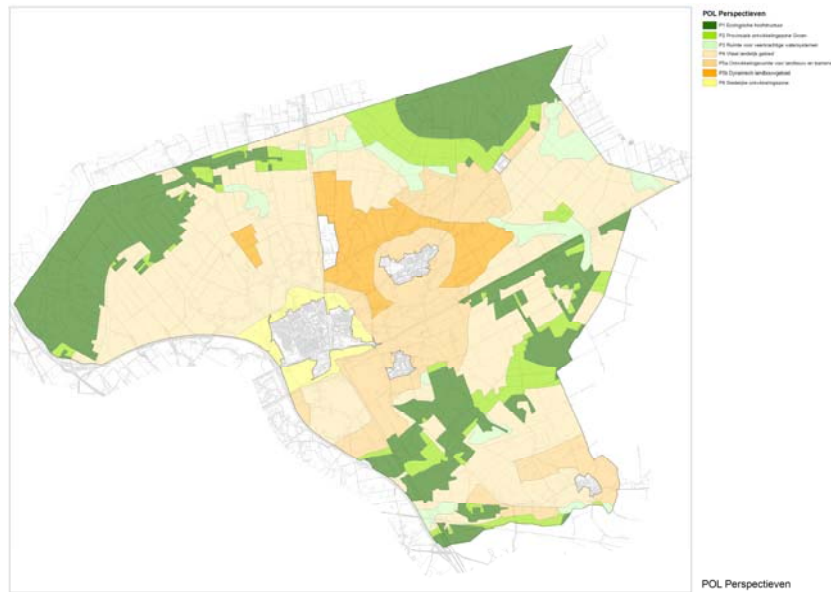 POL Perspectieven
P1 Ecologische hoofdstructuur
P2 Provinciale ontwikkelingszone Groen
P3 Ruimte voor veerkrachtige watersystemen
P4 Vitaal landelijk gebied
P5a Ontwikkelingsruimte voor landbouw en toerisme
P5b Dynamisch landbouwgebied
P6 Stedelijke ontwikkelingszone
POL Perspectieven